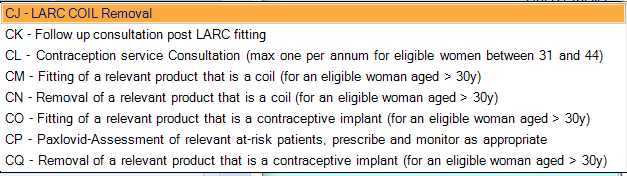 CJ - LARC COIL Removal
CK - Follow up consultation post LARC fitting
CL - Contraception service Consultation (max one per annum for eligible women between 31 and 44)
CM - Fitting of a relevant product that is a coil (for an eligible woman aged > 30y)
CN - Removal of a relevant product that is a coil (for an eligible woman aged > 30y)
CO - Fitting of a relevant product that is a contraceptive implant (for an eligible woman aged > 30y)
CP - Paxlovid-Assessment of relevant at-risk patients, prescribe and monitor as appropriate
CQ - Removal of a relevant product that is a contraceptive implant (for an eligible woman aged > 30y)